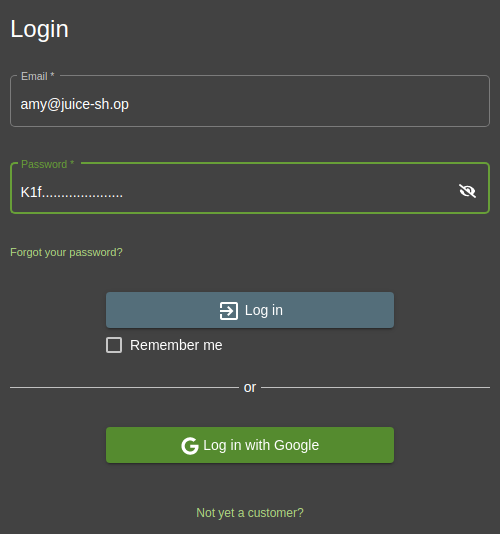 Login
Email *
amy@juice-sh.op
Password *
K1f.....................
Forgot your password?
Log in
Remember me
or
Log in with Google
Not yet a customer?